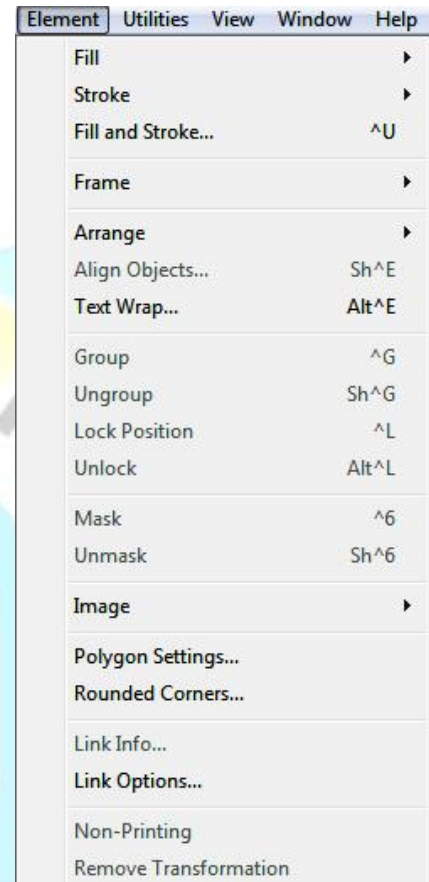 Element Utilities View Window Help
Fill
Stroke
Fill and Stroke... ^U
Frame
Arrange
Align Objects... Sh^E
Text Wrap... Alt^E
Group ^G
Ungroup Sh^G
Lock Position ^L
Unlock Alt^L
Mask ^6
Unmask Sh^6
Image
Polygon Settings...
Rounded Corners...
Link Info...
Link Options...
Non-Printing
Remove Transformation